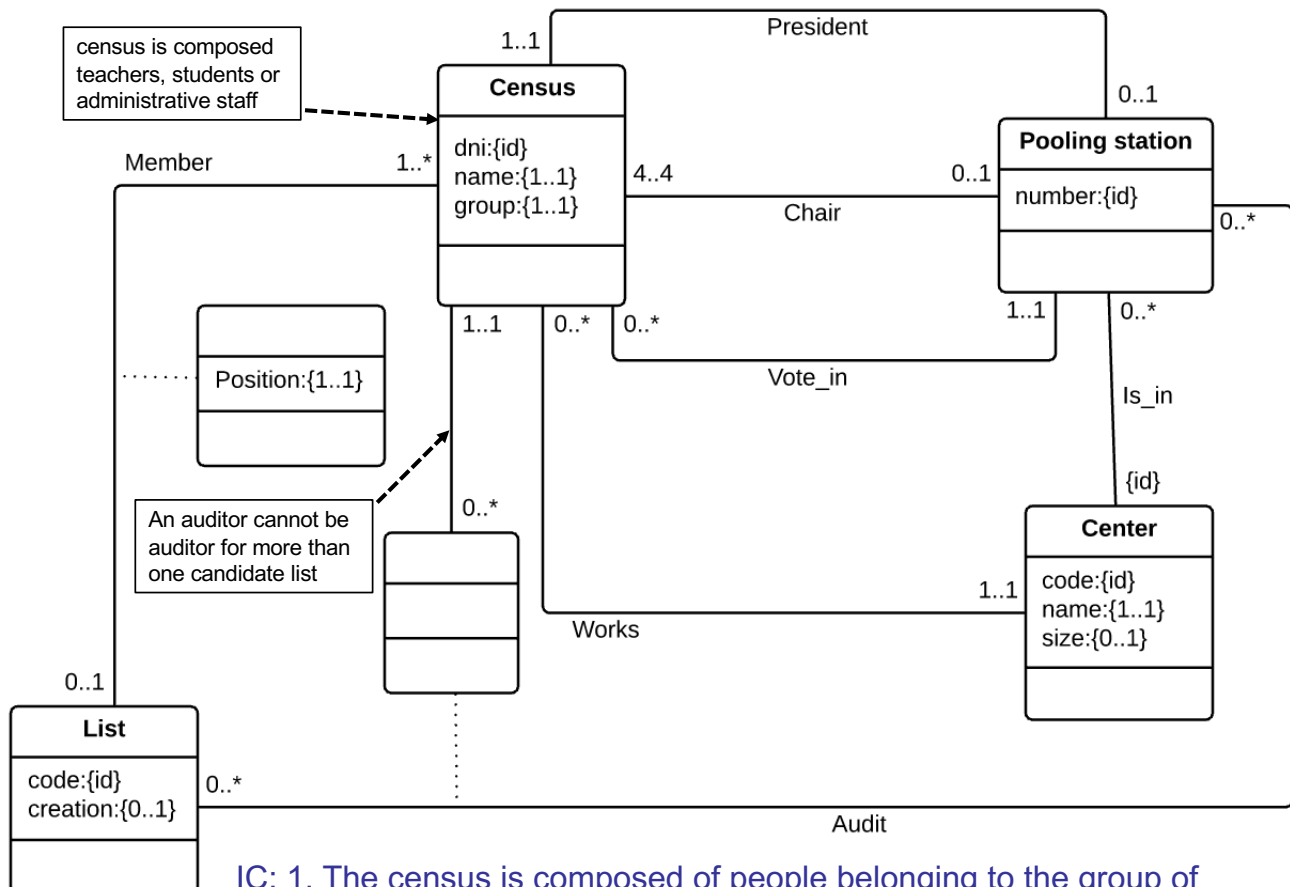 President
census is composed
teachers, students or
administrative staff
1..1
0..1
Census
dni:{id}
name:{1..1}
group:{1..1}
Pooling station
number:{id}
Member
1..*
4..4
0..1
Chair
0..*
1..1
0..*
0..*
1..1
0..*
Vote_in
Position:{1..1}
Is_in
{id}
An auditor cannot be
auditor for more than
one candidate list
0..*
Center
code:{id}
name:{1..1}
size:{0..1}
1..1
Works
0..1
List
code:{id}
creation:{0..1}
0..*
Audit
IC: 1. The census is composed of people belonging to the group of